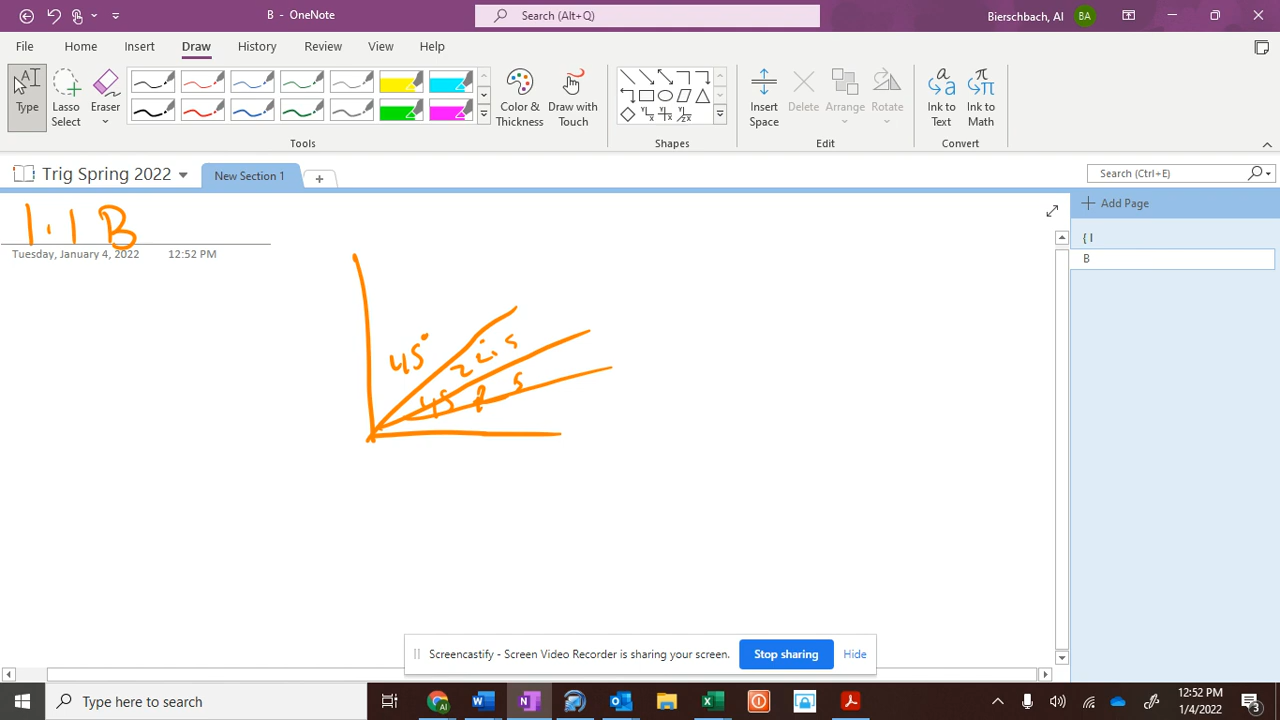 B - OneNote
Search (Alt+Q)
Bierschbach, Al
BA
File Home Insert Draw History Review View Help
Type
Lasso Select
Eraser
Color & Thickness
Draw with Touch
Insert Space
Delete
Arrange
Rotate
Ink to Text
Ink to Math
Tools
Shapes
Edit
Convert
Trig Spring 2022
New Section 1
Search (Ctrl+E)
1.1 B
Tuesday, January 4, 2022 12:52 PM
Add Page
{ I
B
45°
22.5
45
5
Screencastify - Screen Video Recorder is sharing your screen.
Stop sharing
Hide
Type here to search
12:52 PM
1/4/2022
3